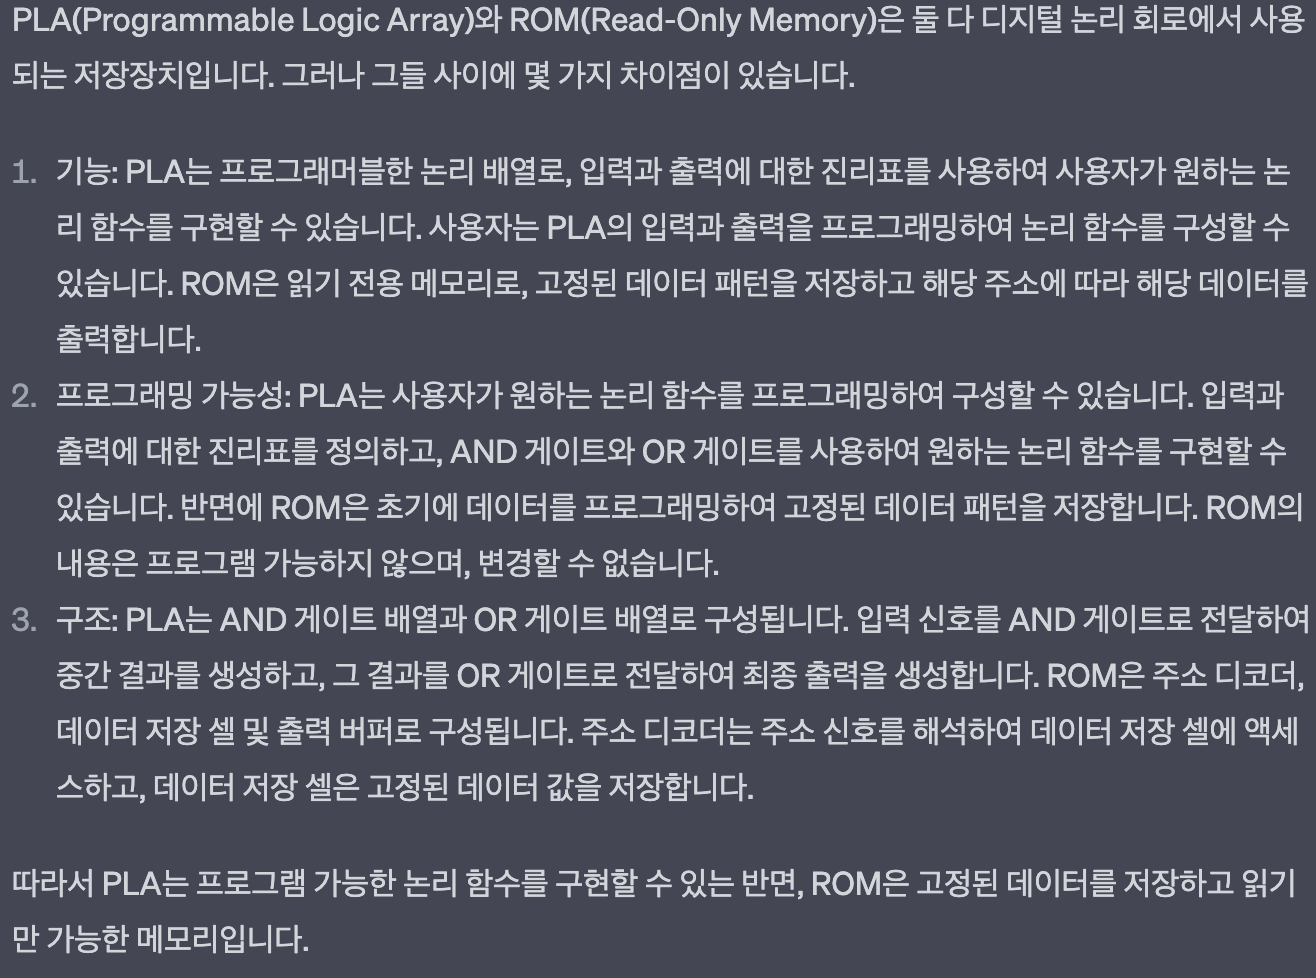 PLA(Programmable Logic Array)와 ROM(Read-Only Memory)은 둘 다 디지털 논리 회로에서 사용
되는 저장장치입니다. 그러나 그들 사이에 몇 가지 차이점이 있습니다.
1. 기능: PLA는 프로그래머블한 논리 배열로, 입력과 출력에 대한 진리표를 사용하여 사용자가 원하는 논
리 함수를 구현할 수 있습니다. 사용자는 PLA의 입력과 출력을 프로그래밍하여 논리 함수를 구성할 수
있습니다. ROM은 읽기 전용 메모리로, 고정된 데이터 패턴을 저장하고 해당 주소에 따라 해당 데이터를
출력합니다.
2. 프로그래밍 가능성: PLA는 사용자가 원하는 논리 함수를 프로그래밍하여 구성할 수 있습니다. 입력과
출력에 대한 진리표를 정의하고, AND 게이트와 OR 게이트를 사용하여 원하는 논리 함수를 구현할 수
있습니다. 반면에 ROM은 초기에 데이터를 프로그래밍하여 고정된 데이터 패턴을 저장합니다. ROM의
내용은 프로그램 가능하지 않으며, 변경할 수 없습니다.
3. 구조: PLA는 AND 게이트 배열과 OR 게이트 배열로 구성됩니다. 입력 신호를 AND 게이트로 전달하여
중간 결과를 생성하고, 그 결과를 OR 게이트로 전달하여 최종 출력을 생성합니다. ROM은 주소 디코더,
데이터 저장 셀 및 출력 버퍼로 구성됩니다. 주소 디코더는 주소 신호를 해석하여 데이터 저장 셀에 액세
스하고, 데이터 저장 셀은 고정된 데이터 값을 저장합니다.
따라서 PLA는 프로그램 가능한 논리 함수를 구현할 수 있는 반면, ROM은 고정된 데이터를 저장하고 읽기
만 가능한 메모리입니다.